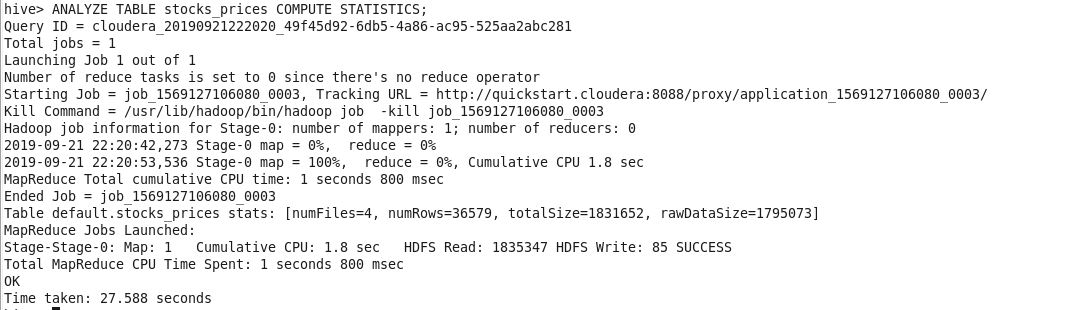 hive> ANALYZE TABLE stocks_prices COMPUTE STATISTICS;
Query ID = cloudera_20190921222020_49f45d92-6db5-4a86-ac95-525aa2abc281
Total jobs = 1
Launching Job 1 out of 1
Number of reduce tasks is set to 0 since there's no reduce operator
Starting Job = job_1569127106080_0003, Tracking URL = http://quickstart.cloudera:8088/proxy/application_1569127106080_0003/
Kill Command = /usr/lib/hadoop/bin/hadoop job  -kill job_1569127106080_0003
Hadoop job information for Stage-0: number of mappers: 1; number of reducers: 0
2019-09-21 22:20:42,273 Stage-0 map = 0%,  reduce = 0%
2019-09-21 22:20:53,536 Stage-0 map = 100%,  reduce = 0%, Cumulative CPU 1.8 sec
MapReduce Total cumulative CPU time: 1 seconds 800 msec
Ended Job = job_1569127106080_0003
Table default.stocks_prices stats: [numFiles=4, numRows=36579, totalSize=1831652, rawDataSize=1795073]
MapReduce Jobs Launched:
Stage-Stage-0: Map: 1   Cumulative CPU: 1.8 sec   HDFS Read: 1835347 HDFS Write: 85 SUCCESS
Total MapReduce CPU Time Spent: 1 seconds 800 msec
OK
Time taken: 27.588 seconds